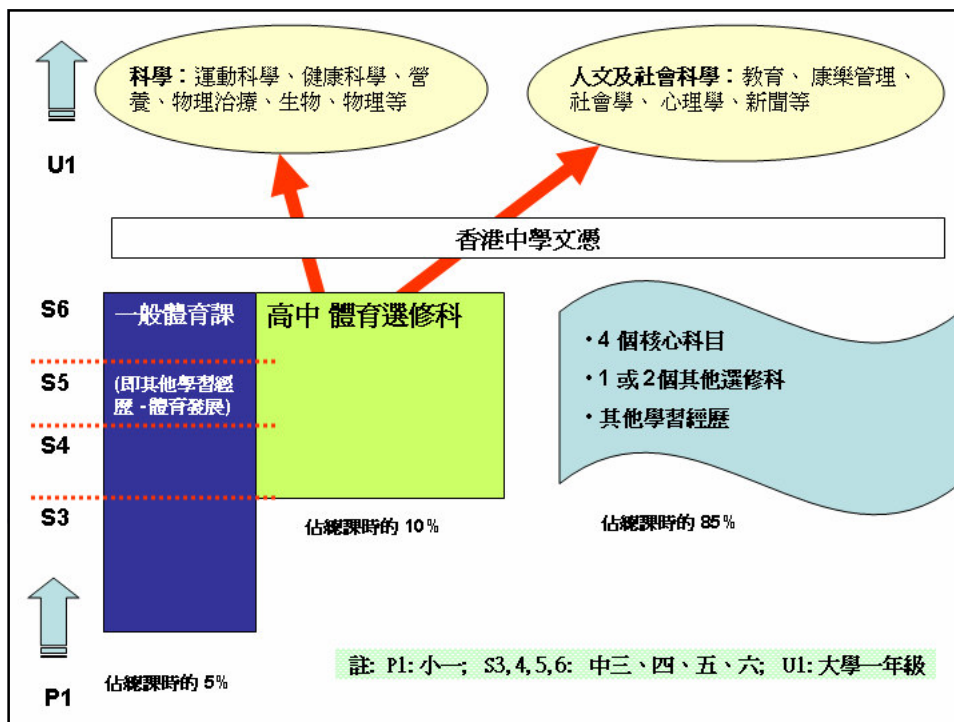 科學：運動科學、健康科學、營
養、物理治療、生物、物理等
人文及社會科學：教育、康樂管理、
社會學、心理學、新聞等
U1
香港中學文憑
S6
一般體育課
高中 體育選修科
• 4 個核心科目
S5
(即其他學習經
歷 - 體育發展)
• 1 或 2 個其他選修科
• 其他學習經歷
S4
S3
佔總課時的 10%
佔總課時的 85%
註: P1: 小一; S3, 4, 5, 6: 中三、四、五、六; U1: 大學一年級
佔總課時的 5%
P1